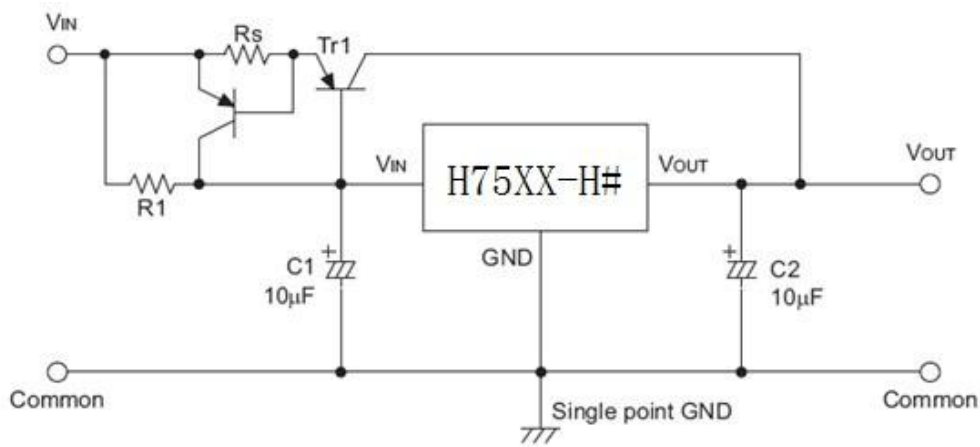 VIN
Rs
Tr1
R1
VIN
H75XX-H#
VOUT
VOUT
GND
C1
10μF
C2
10μF
Common
Single point GND
Common